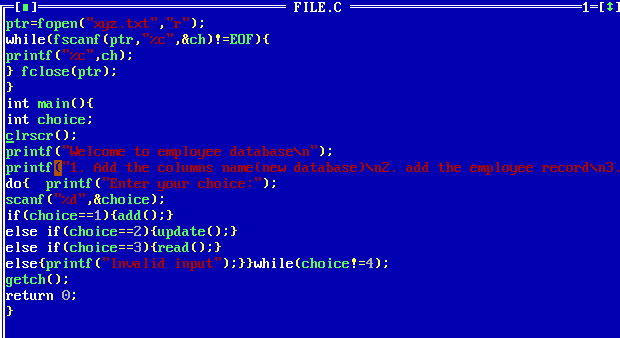 [■] FILE.C 1=[↕]
ptr=fopen("xyz.txt","r");
while(fscanf(ptr,"%c",&ch)!=EOF){
printf("%c",ch);
} fclose(ptr);
}
int main(){
int choice;
clrscr();
printf("Welcome to employee database\n");
printf("1. Add the columns name(new database)\n2. add the employee record\n3.
do{  printf("Enter your choice:");
scanf("%d",&choice);
if(choice==1){add();}
else if(choice==2){update();}
else if(choice==3){read();}
else{printf("Invalid input");}}while(choice!=4);
getch();
return 0;
}